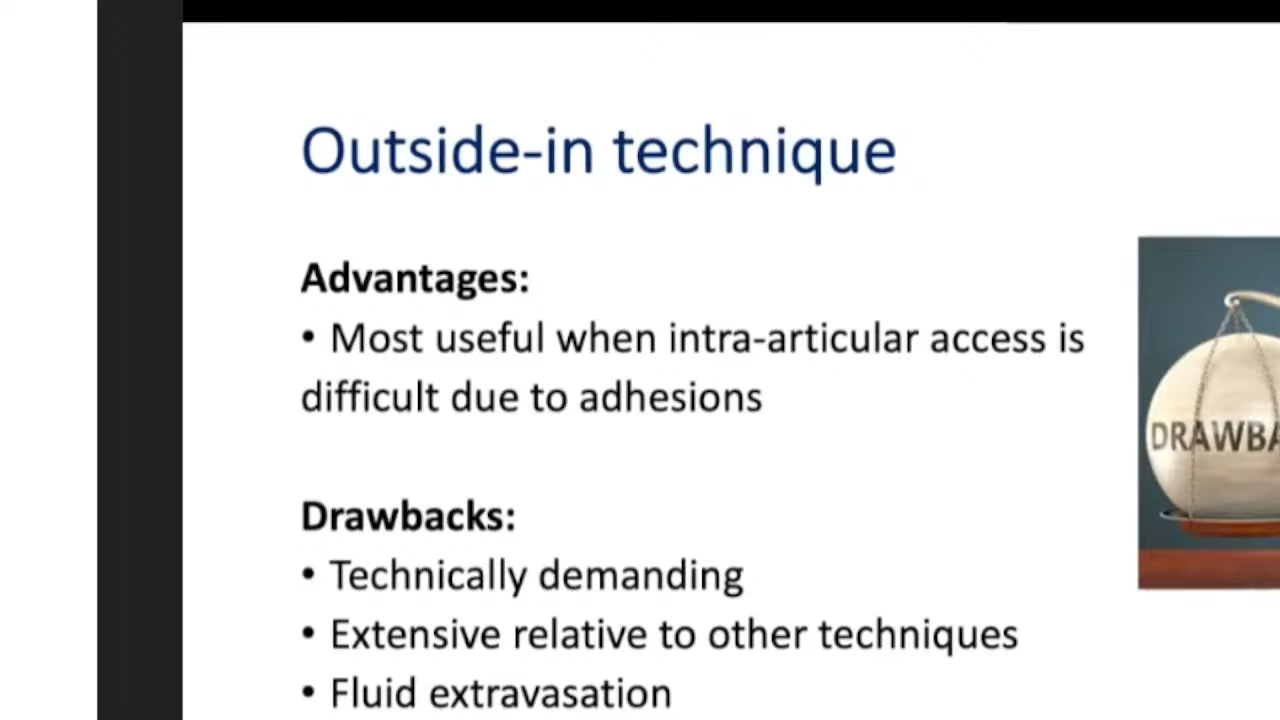 Outside-in technique
Advantages:
• Most useful when intra-articular access is
difficult due to adhesions
DRAWBA
Drawbacks:
• Technically demanding
• Extensive relative to other techniques
• Fluid extravasation